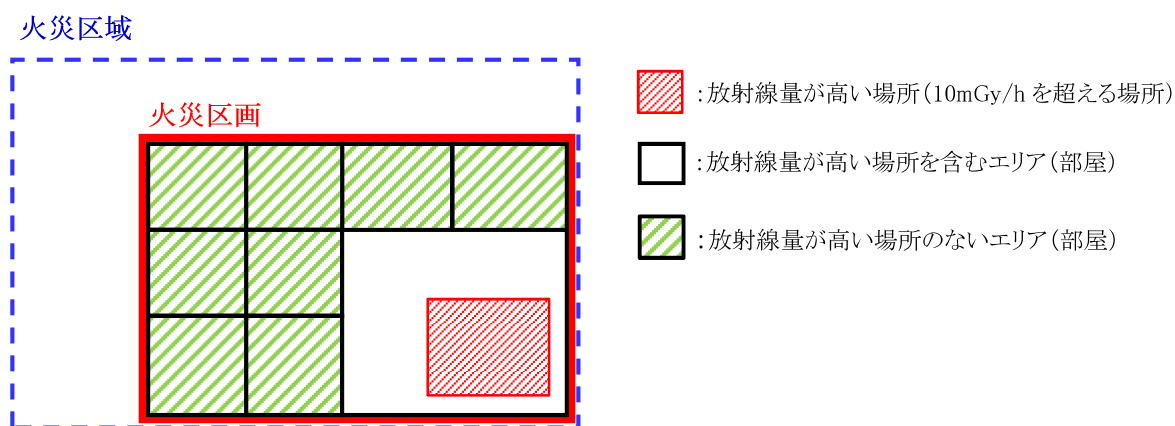 火災区域
火災区画
:放射線量が高い場所(10mGy/h を超える場所)
:放射線量が高い場所を含むエリア(部屋)
:放射線量が高い場所のないエリア(部屋)